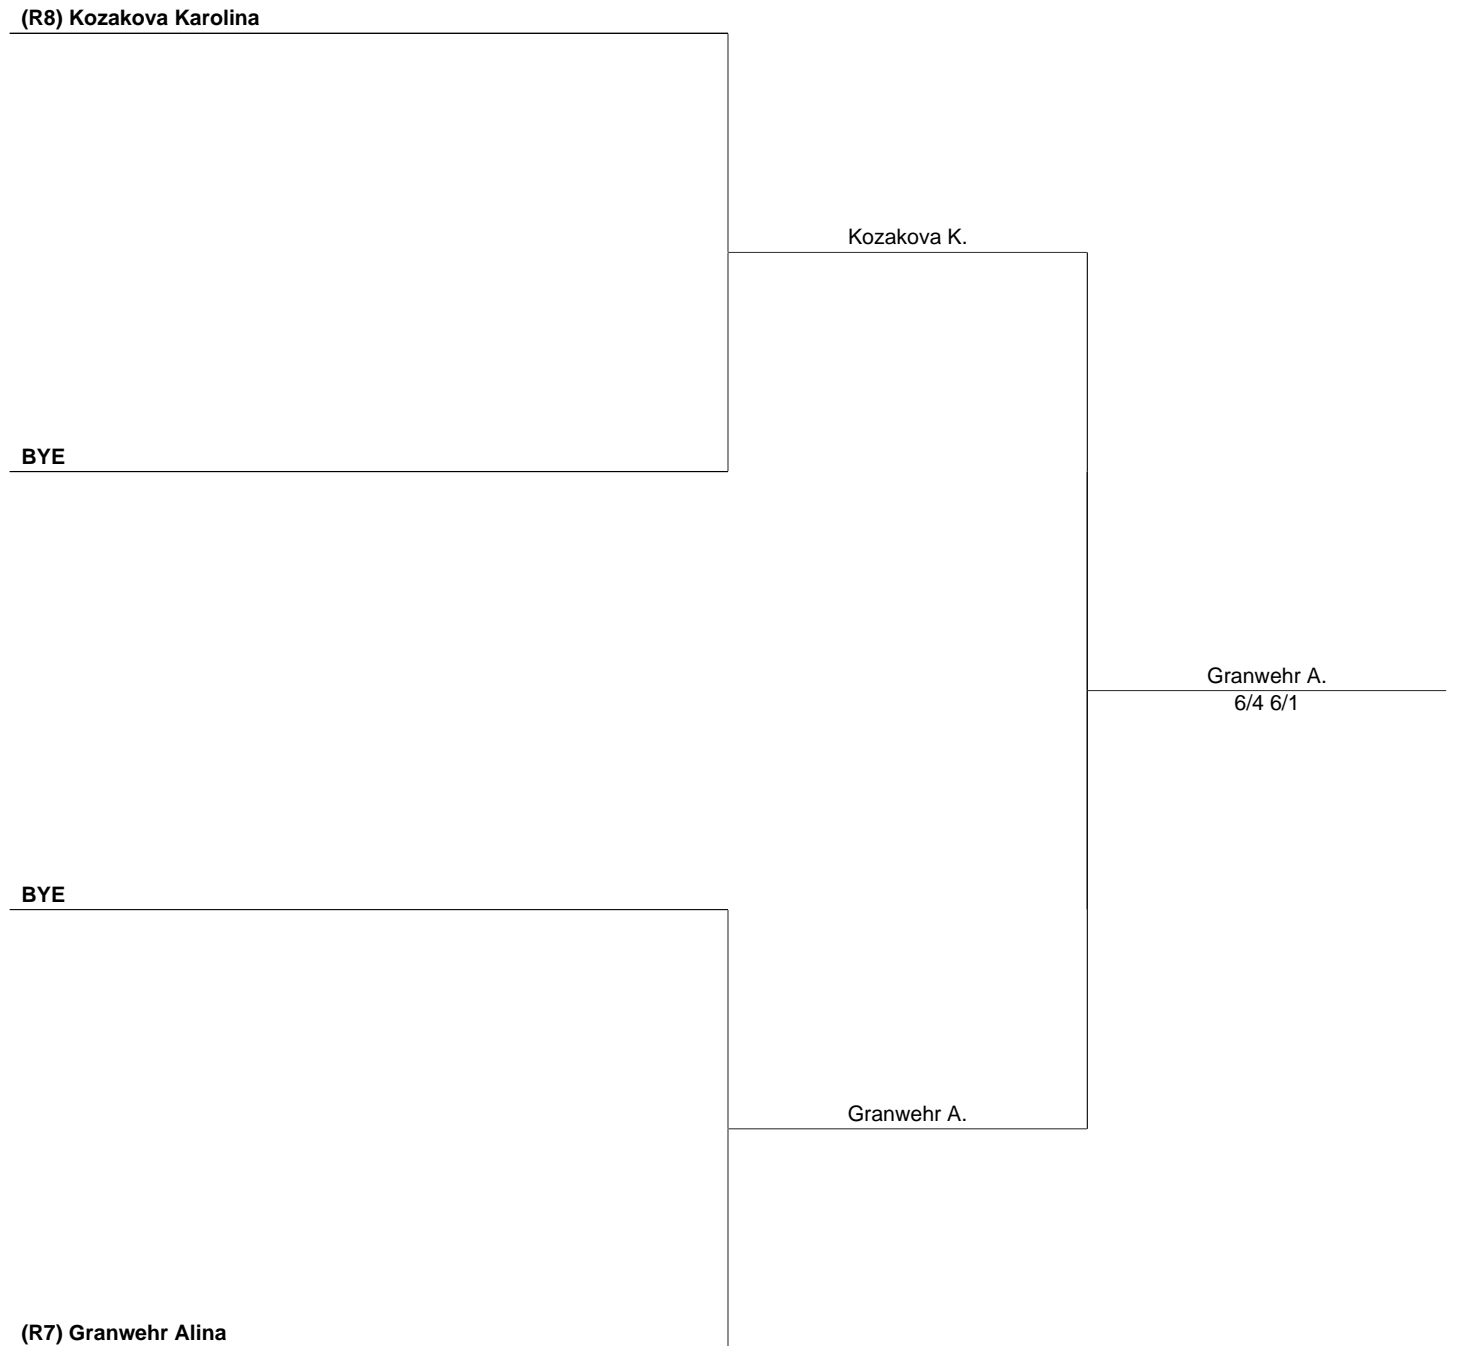 (R8) Kozakova Karolina
Kozakova K.
BYE
Granwehr A.
6/4 6/1
BYE
Granwehr A.
(R7) Granwehr Alina